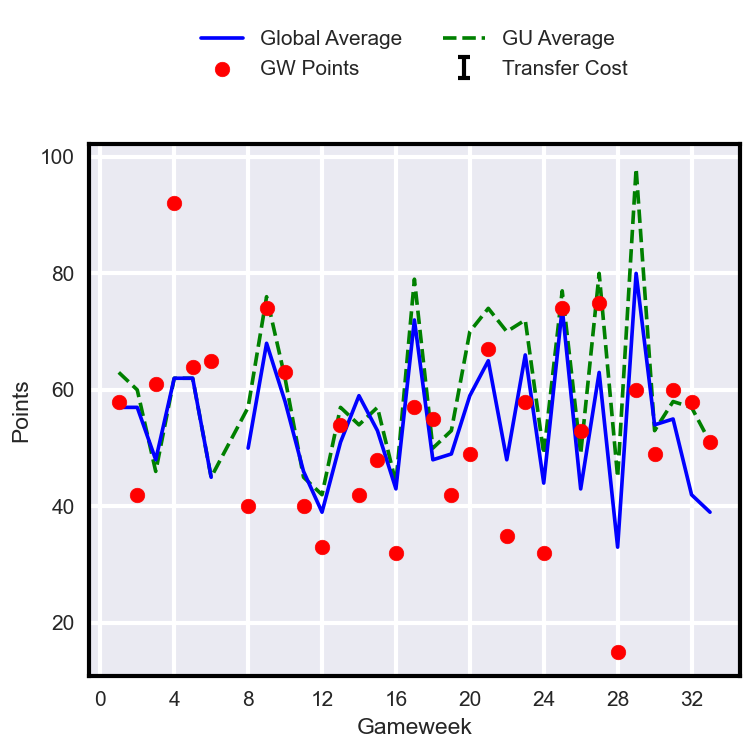 Global Average
GU Average
GW Points
Transfer Cost
100
80
60
40
20
Points
0 4 8 12 16 20 24 28 32
Gameweek